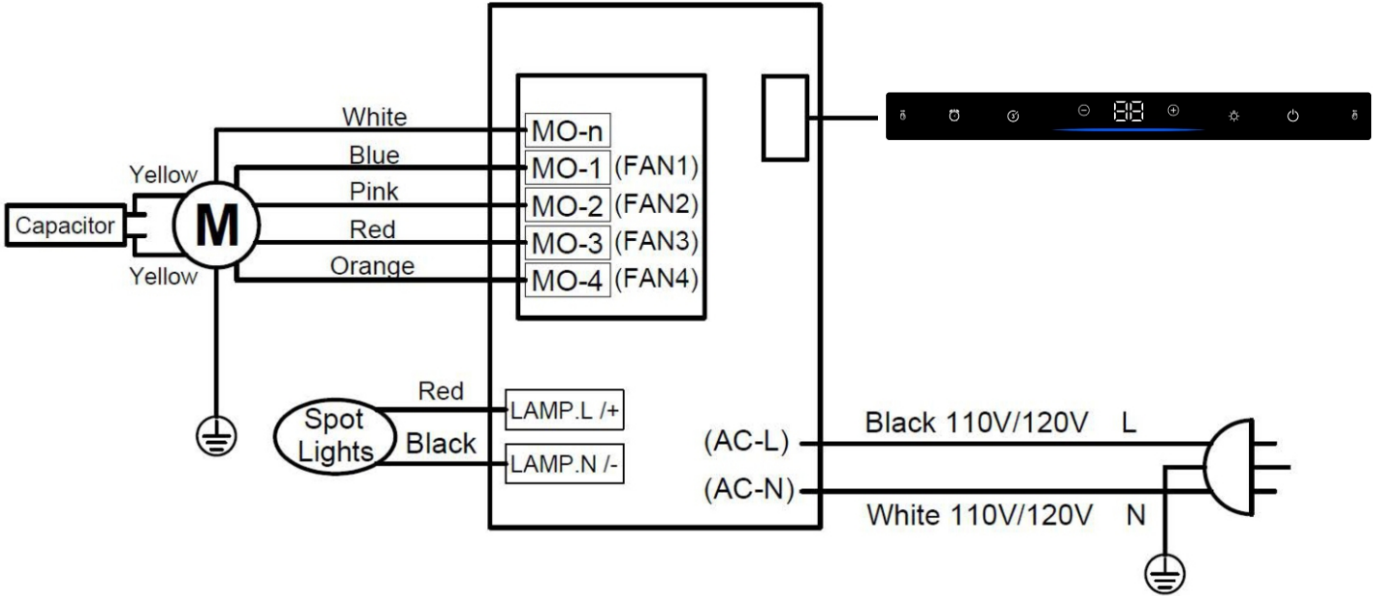 White
MO-n
Blue
MO-1 (FAN1)
Yellow
Pink
MO-2 (FAN2)
Capacitor
M
Red
MO-3 (FAN3)
Yellow
Orange
MO-4 (FAN4)
88
Red
LAMP.L /+
Spot
Lights
Black
LAMP.N /-
(AC-L)
Black 110V/120V L
(AC-N)
White 110V/120V N